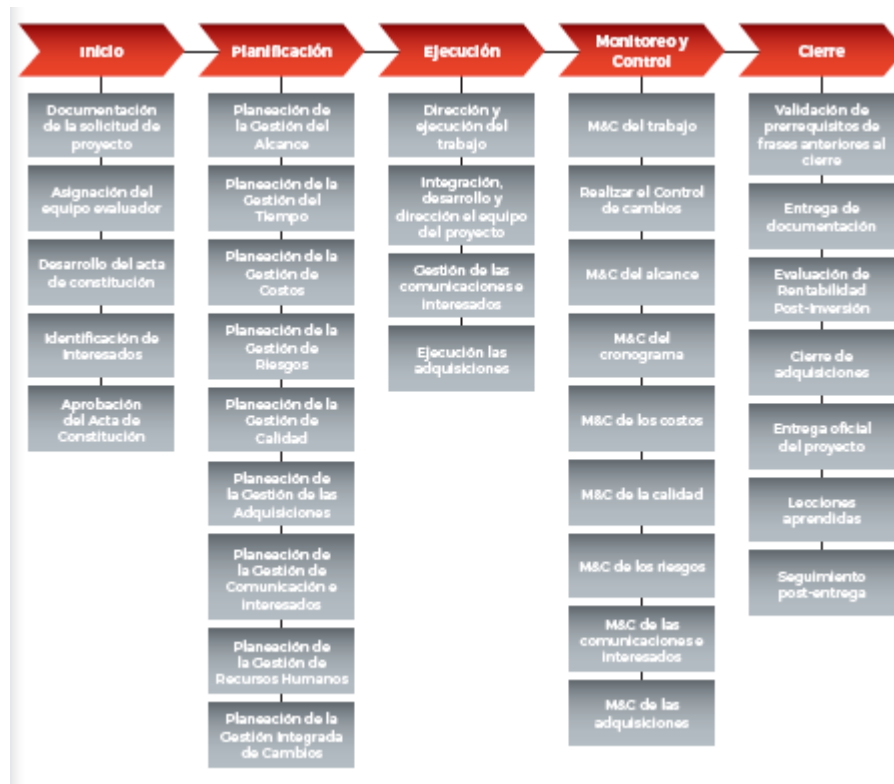 Inicio
Documentación
de la solicitud de
proyecto
Asignación del
equipo evaluador
Desarrollo del acta
de constitución
Identificación de
Interesados
Aprobación
del Acta de
Constitución
Planificación
Planeación de
la Gestión del
Alcance
Planeación de la
Gestión del
Tiempo
Planeación de la
Gestión de
Costos
Planeación de la
Gestión de
Riesgos
Planeación de la
Gestión de
Calidad
Planeación de
la Gestión de las
Adquisiciones
Planeación de
la Gestión de
Comunicación e
interesados
Planeación de
la Gestión de
Recursos Humanos
Planeación de la
Gestión Integrada
de Cambios
Ejecución
Dirección y
ejecución del
trabajo
Integración,
desarrollo y
dirección el equipo
del proyecto
Gestión de las
comunicaciones e
interesados
Ejecución las
adquisiciones
Monitoreo y
Control
M&C del trabajo
Realizar el Control
de cambios
M&C del alcance
M&C del
cronograma
M&C de los costos
M&C de la calidad
M&C de los riesgos
M&C de las
comunicaciones e
interesados
M&C de las
adquisiciones
Cierre
Validación de
prerrequisitos de
frases anteriores al
cierre
Entrega de
documentación
Evaluación de
Rentabilidad
Post-Inversión
Cierre de
adquisiciones
Entrega oficial
del proyecto
Lecciones
aprendidas
Seguimiento
post-entrega